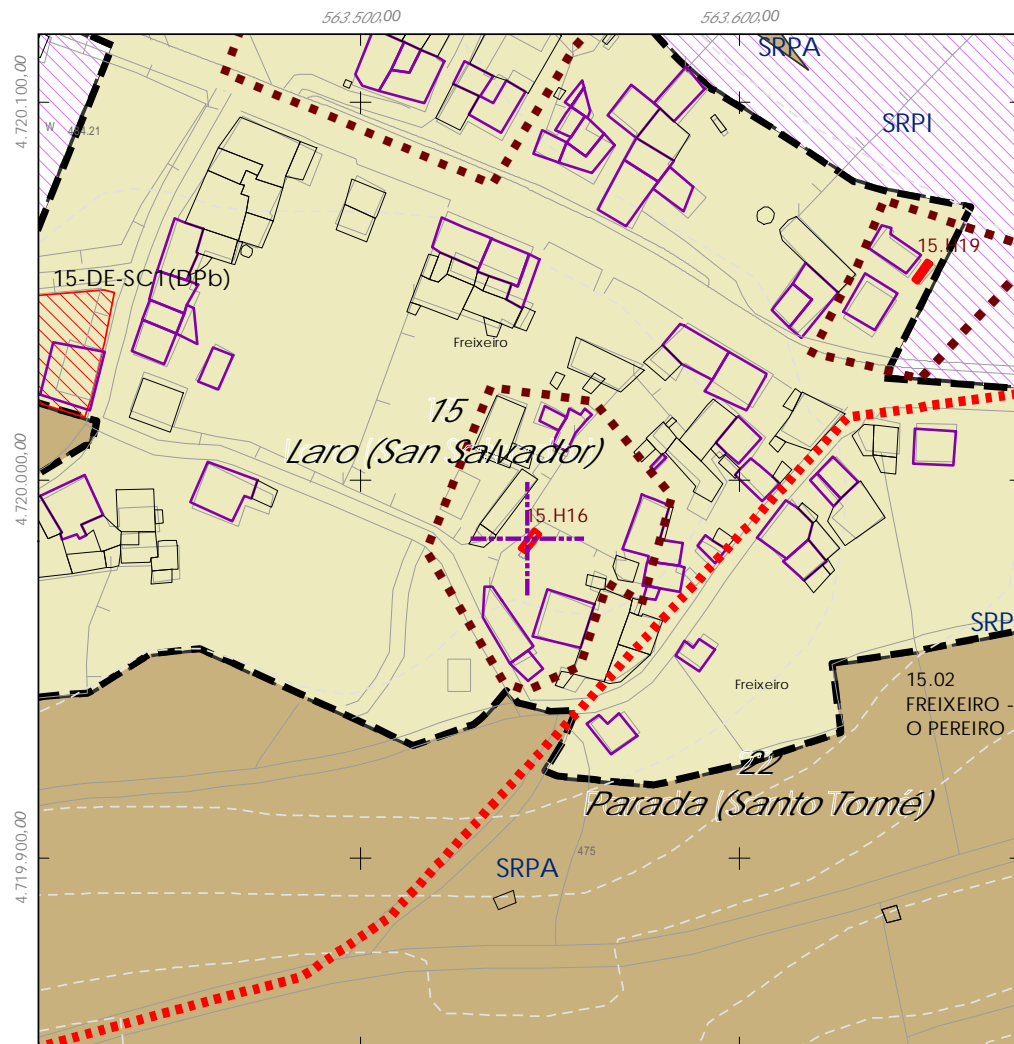 563.500,00
563.600,00
SRPA
4.720.100,00
W
484.21
SRPI
15.H19
15-DE-SC1(DPb)
Freixeiro
15
Laro (San Salvador)
4.720.000,00
15.H16
SRP
Freixeiro
15.02
FREIXEIRO -
O PEREIRO
22
Parada (Santo Tomé)
4.719.900,00
475
SRPA